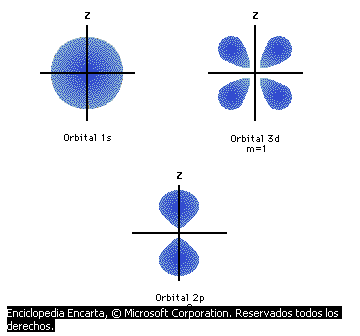 Z
Z
Orbital 1s
Orbital 3d
m=1
Z
Orbital 2p
Enciclopedia Encarta, © Microsoft Corporation. Reservados todos los
derechos.